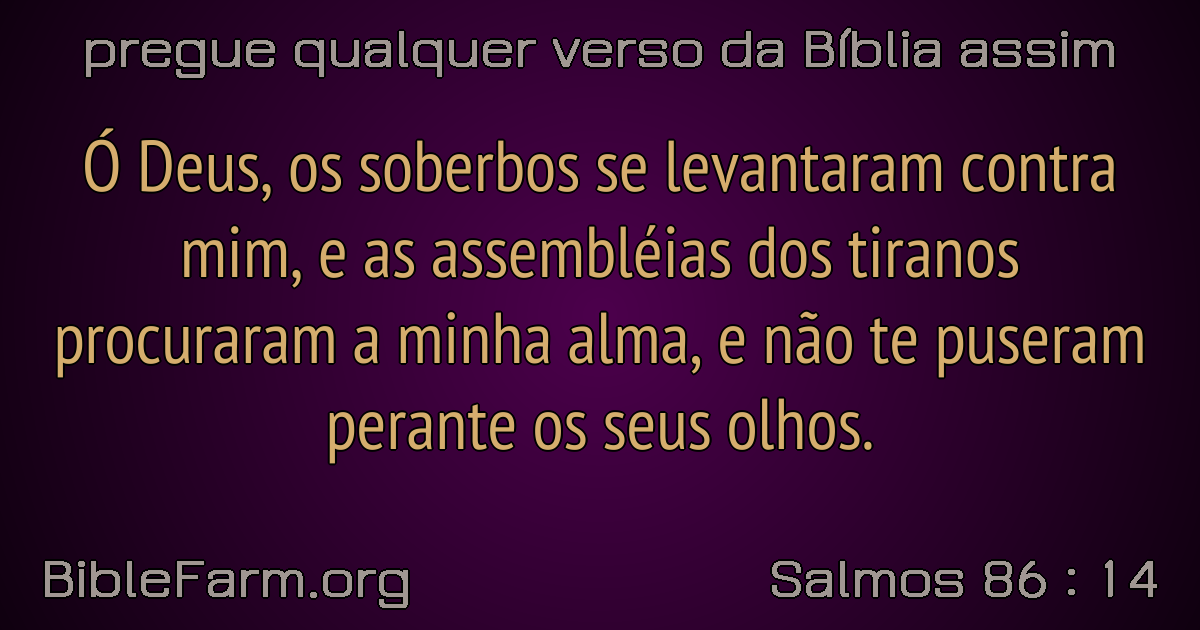 pregue qualquer verso da Bíblia assim
Ó Deus, os soberbos se levantaram contra
mim, e as assembléias dos tiranos
procuraram a minha alma, e não te puseram
perante os seus olhos.
BibleFarm.org
Salmos 86 : 14